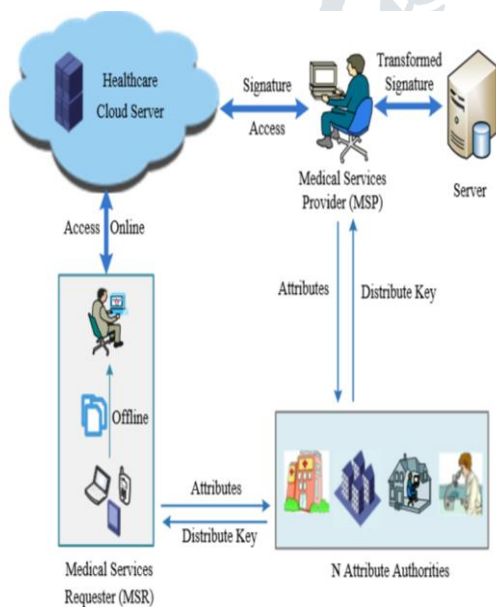 Healthcare
Cloud Server
Signature
Access
Transformed
Signature
Medical Services
Provider (MSP)
Server
Access
Online
Attributes
Distribute Key
Offline
Attributes
Distribute Key
Medical Services
Requester (MSR)
N Attribute Authorities